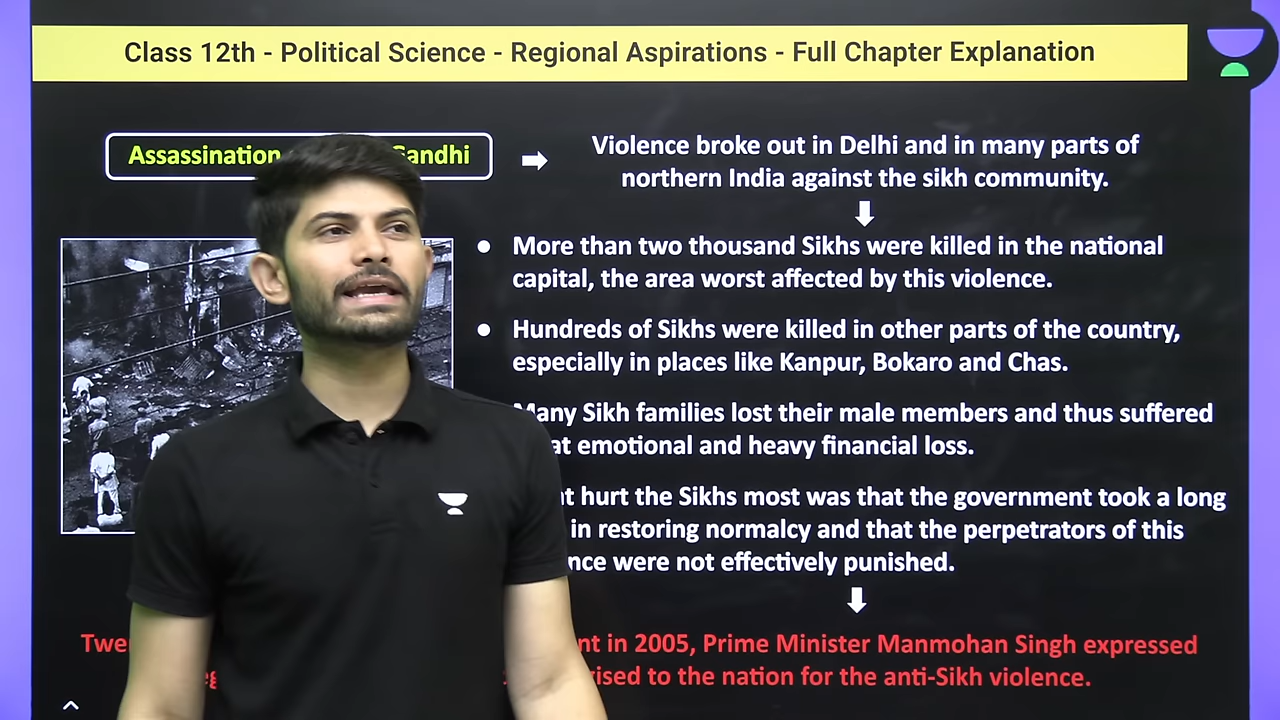 Class 12th - Political Science - Regional Aspirations - Full Chapter Explanation
Assassination Gandhi
Violence broke out in Delhi and in many parts of
northern India against the sikh community.
More than two thousand Sikhs were killed in the national
capital, the area worst affected by this violence.
Hundreds of Sikhs were killed in other parts of the country,
especially in places like Kanpur, Bokaro and Chas.
Many Sikh families lost their male members and thus suffered
emotional and heavy financial loss.
hurt the Sikhs most was that the government took a long
in restoring normalcy and that the perpetrators of this
were not effectively punished.
in 2005, Prime Minister Manmohan Singh expressed
to the nation for the anti-Sikh violence.